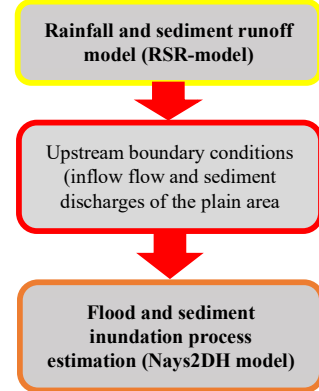 Rainfall and sediment runoff
model (RSR-model)
Upstream boundary conditions
(inflow flow and sediment
discharges of the plain area
Flood and sediment
inundation process
estimation (Nays2DH model)